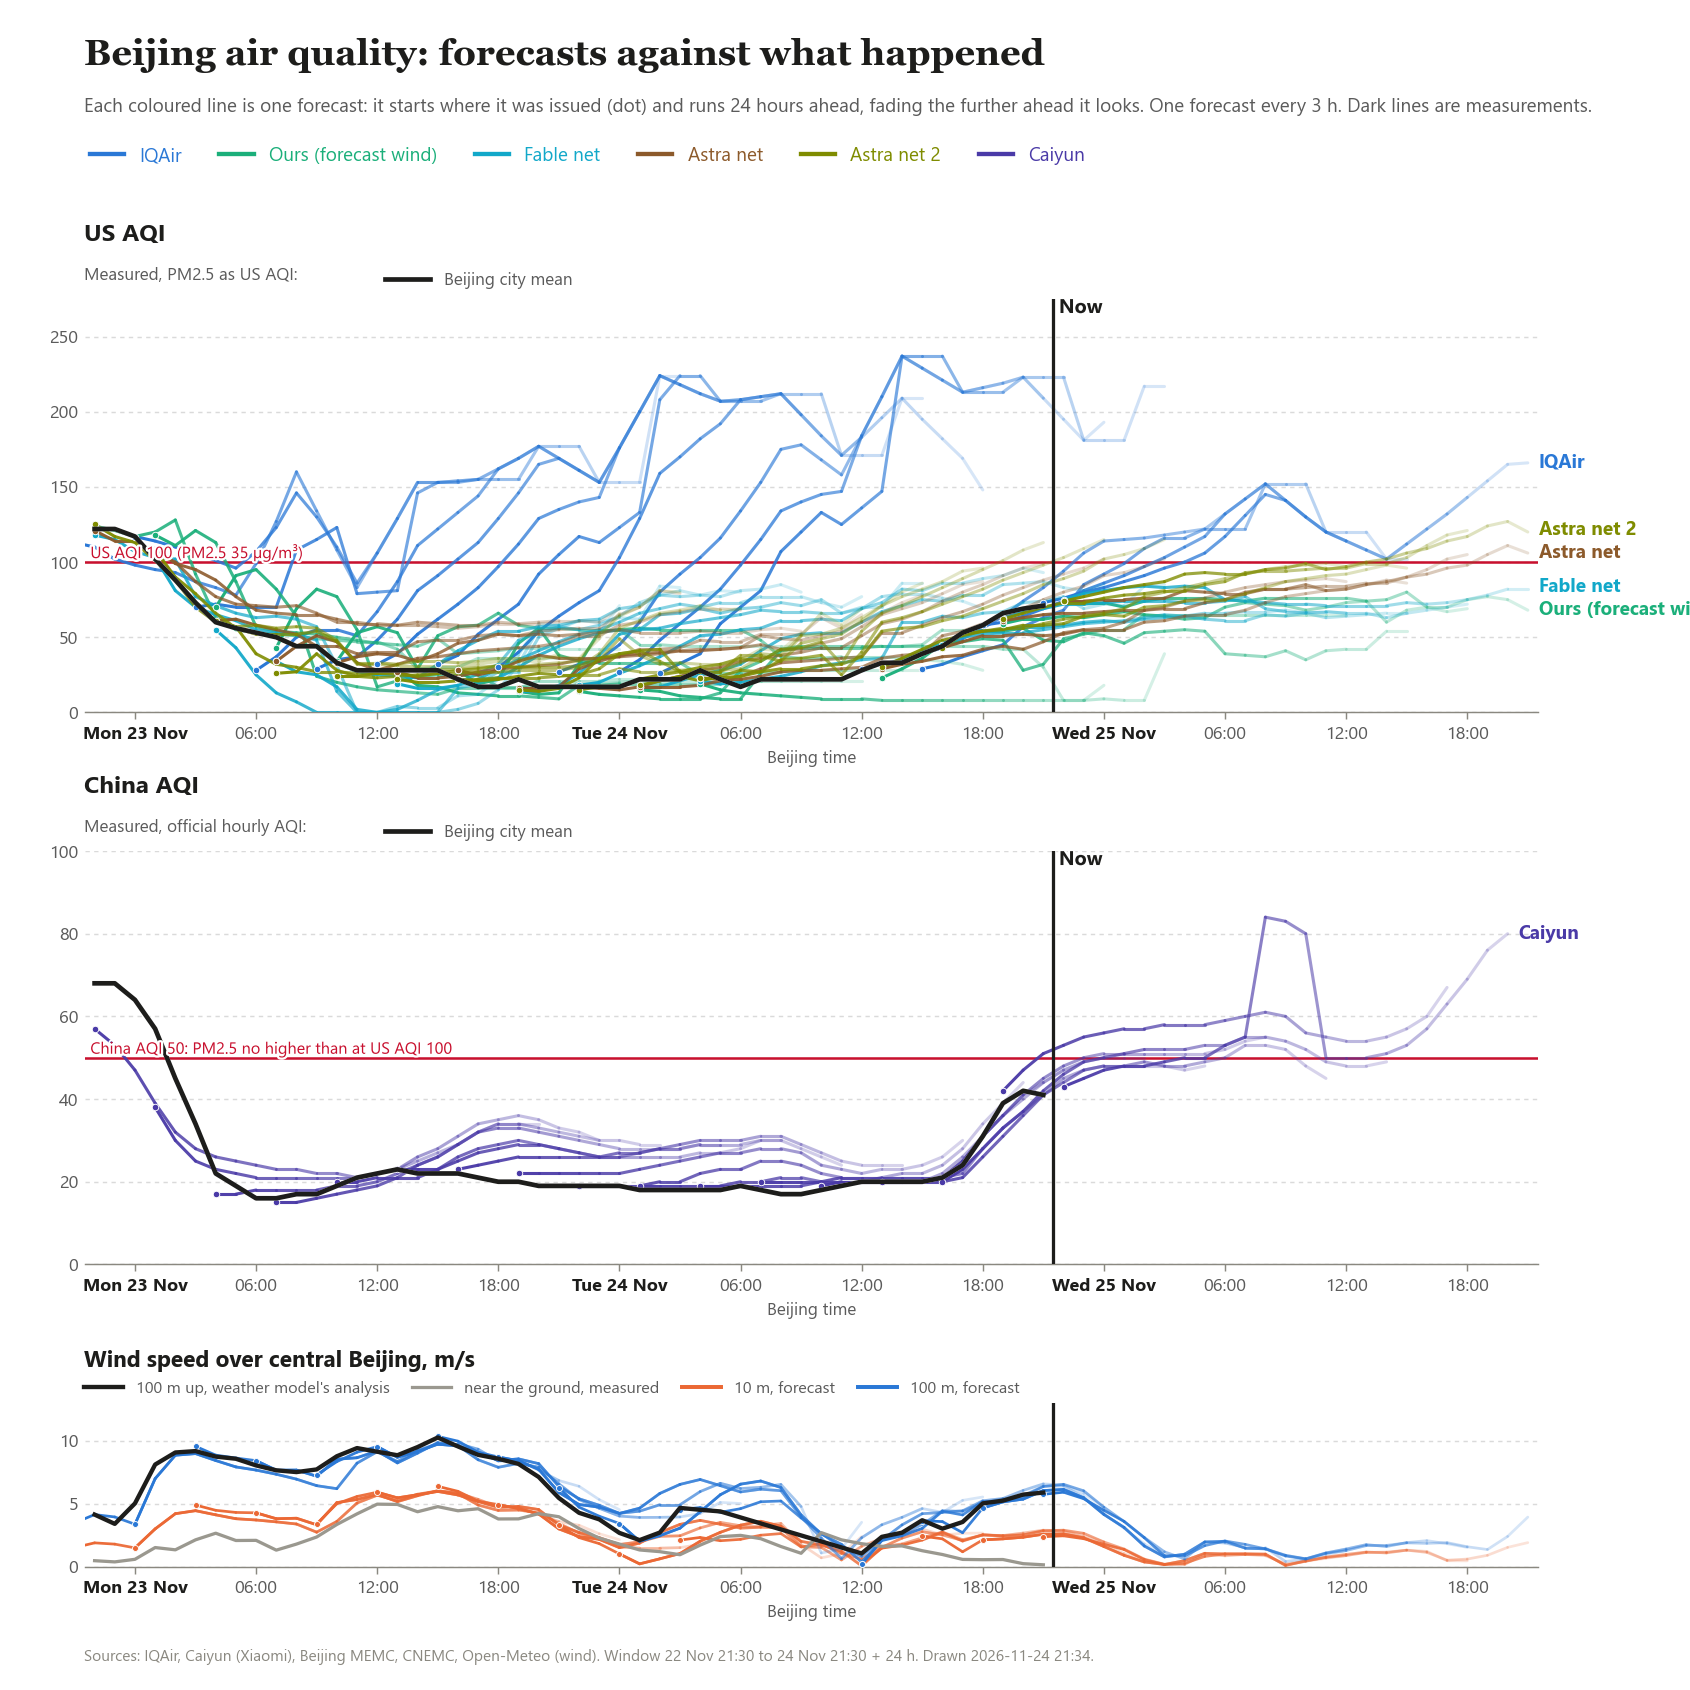 Beijing air quality: forecasts against what happened
Each coloured line is one forecast: it starts where it was issued (dot) and runs 24 hours ahead, fading the further ahead it looks. One forecast every 3 h. Dark lines are measurements.
IQAir Ours (forecast wind) Fable net Astra net Astra net 2 Caiyun
US AQI
Measured, PM2.5 as US AQI: Beijing city mean
Now
250
200
150
100
50
0
US AQI 100 (PM2.5 35 µg/m³)
IQAir
Astra net 2
Astra net
Fable net
Ours (forecast wi
Mon 23 Nov 06:00 12:00 18:00 Tue 24 Nov 06:00 12:00 18:00 Wed 25 Nov 06:00 12:00 18:00
Beijing time
China AQI
Measured, official hourly AQI: Beijing city mean
Now
100
80
60
40
20
0
China AQI 50: PM2.5 no higher than at US AQI 100
Caiyun
Mon 23 Nov 06:00 12:00 18:00 Tue 24 Nov 06:00 12:00 18:00 Wed 25 Nov 06:00 12:00 18:00
Beijing time
Wind speed over central Beijing, m/s
100 m up, weather model's analysis near the ground, measured 10 m, forecast 100 m, forecast
10
5
0
Mon 23 Nov 06:00 12:00 18:00 Tue 24 Nov 06:00 12:00 18:00 Wed 25 Nov 06:00 12:00 18:00
Beijing time
Sources: IQAir, Caiyun (Xiaomi), Beijing MEMC, CNEMC, Open-Meteo (wind). Window 22 Nov 21:30 to 24 Nov 21:30 + 24 h. Drawn 2026-11-24 21:34.